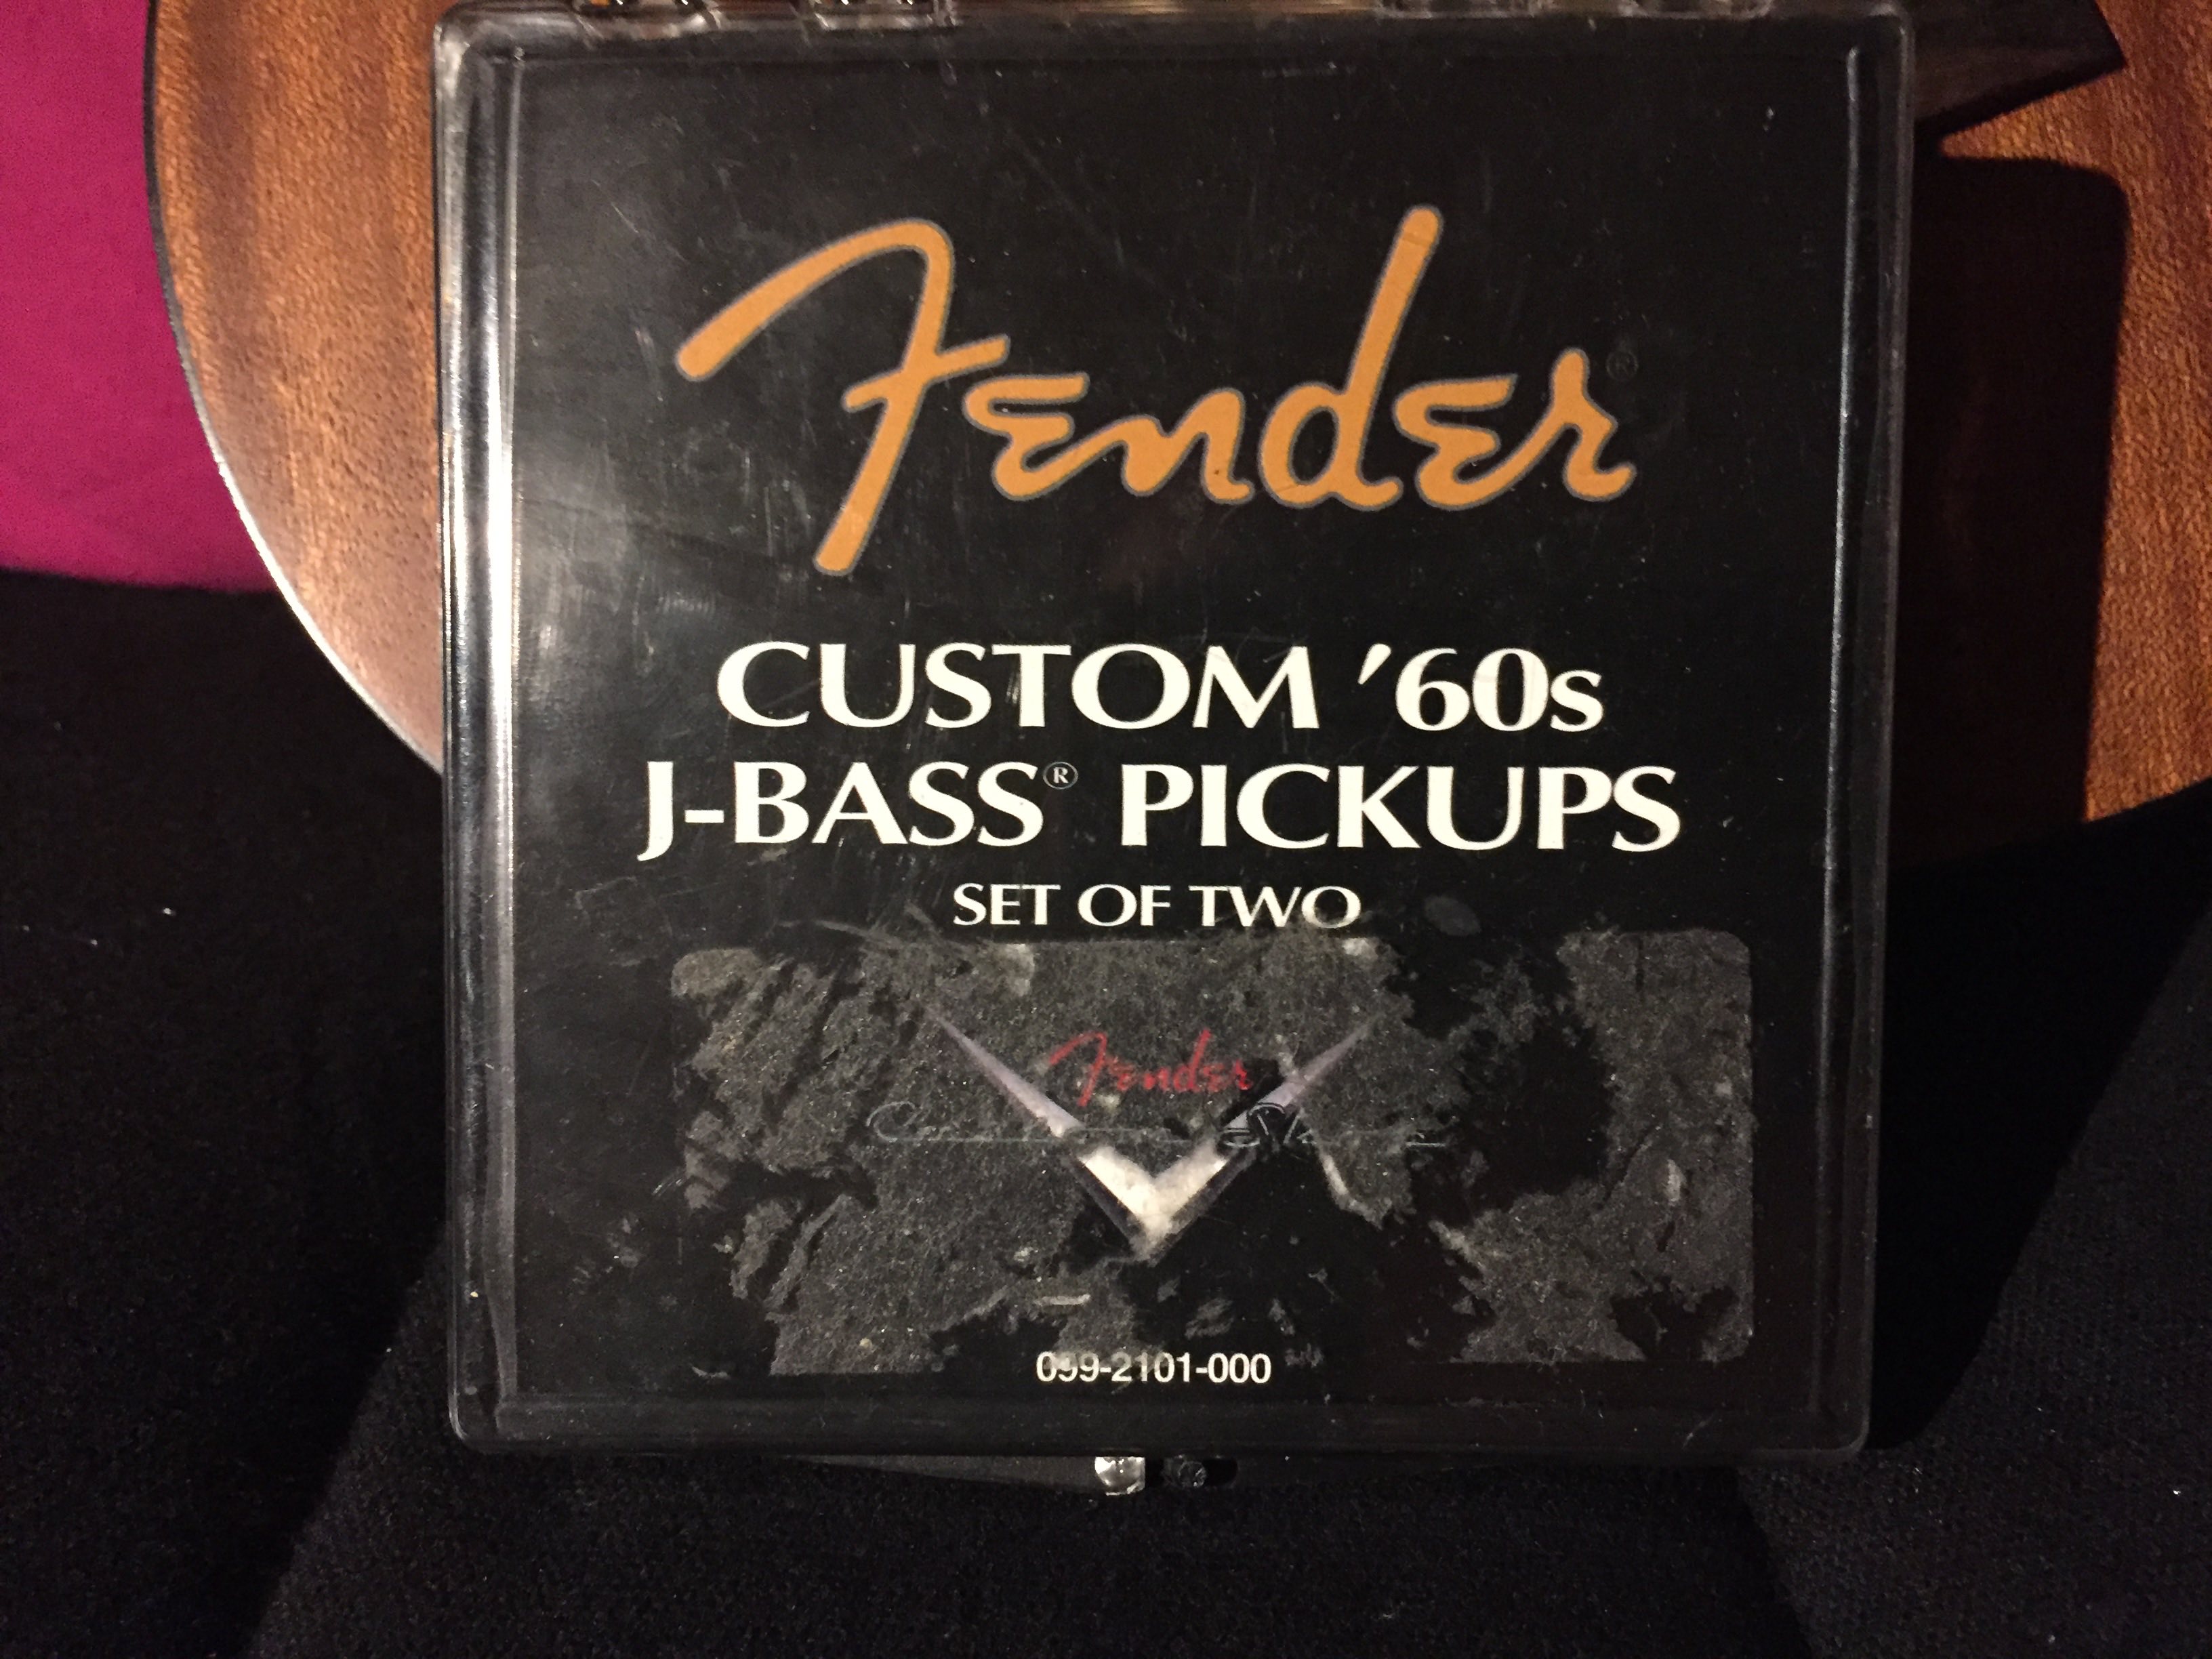 Fender®
CUSTOM '60s
J-BASS® PICKUPS
SET OF TWO
Fender
099-2101-000